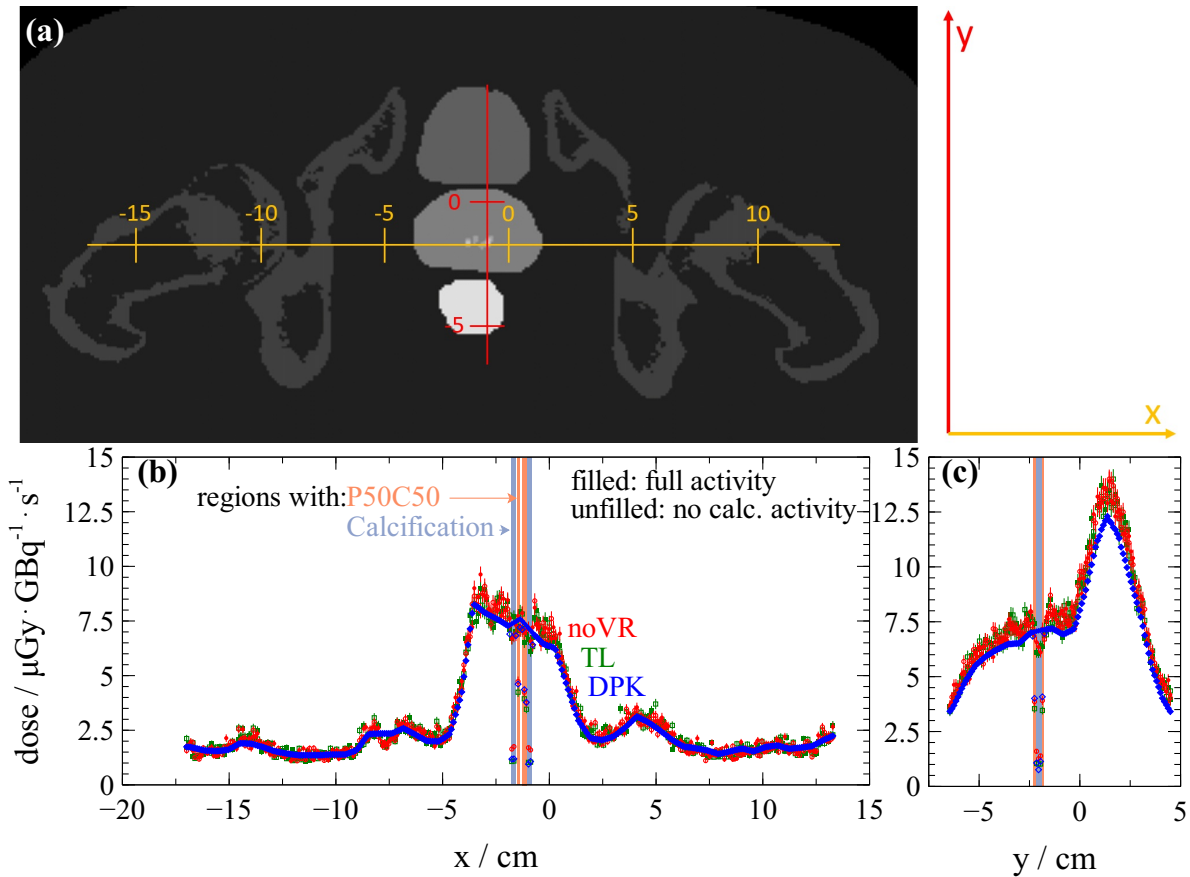 (a)
y
0
-15 -10 -5 0 5 10
-5
x
15
12.5
10
7.5
5
2.5
0
dose / μGy· GBq⁻¹ · s⁻¹
(b)
regions with:P50C50
Calcification
filled: full activity
unfilled: no calc. activity
noVR
TL
DPK
−20 −15 −10 −5 0 5 10 15
x / cm
(c)
15
12.5
10
7.5
5
2.5
0
−5 0 5
y / cm